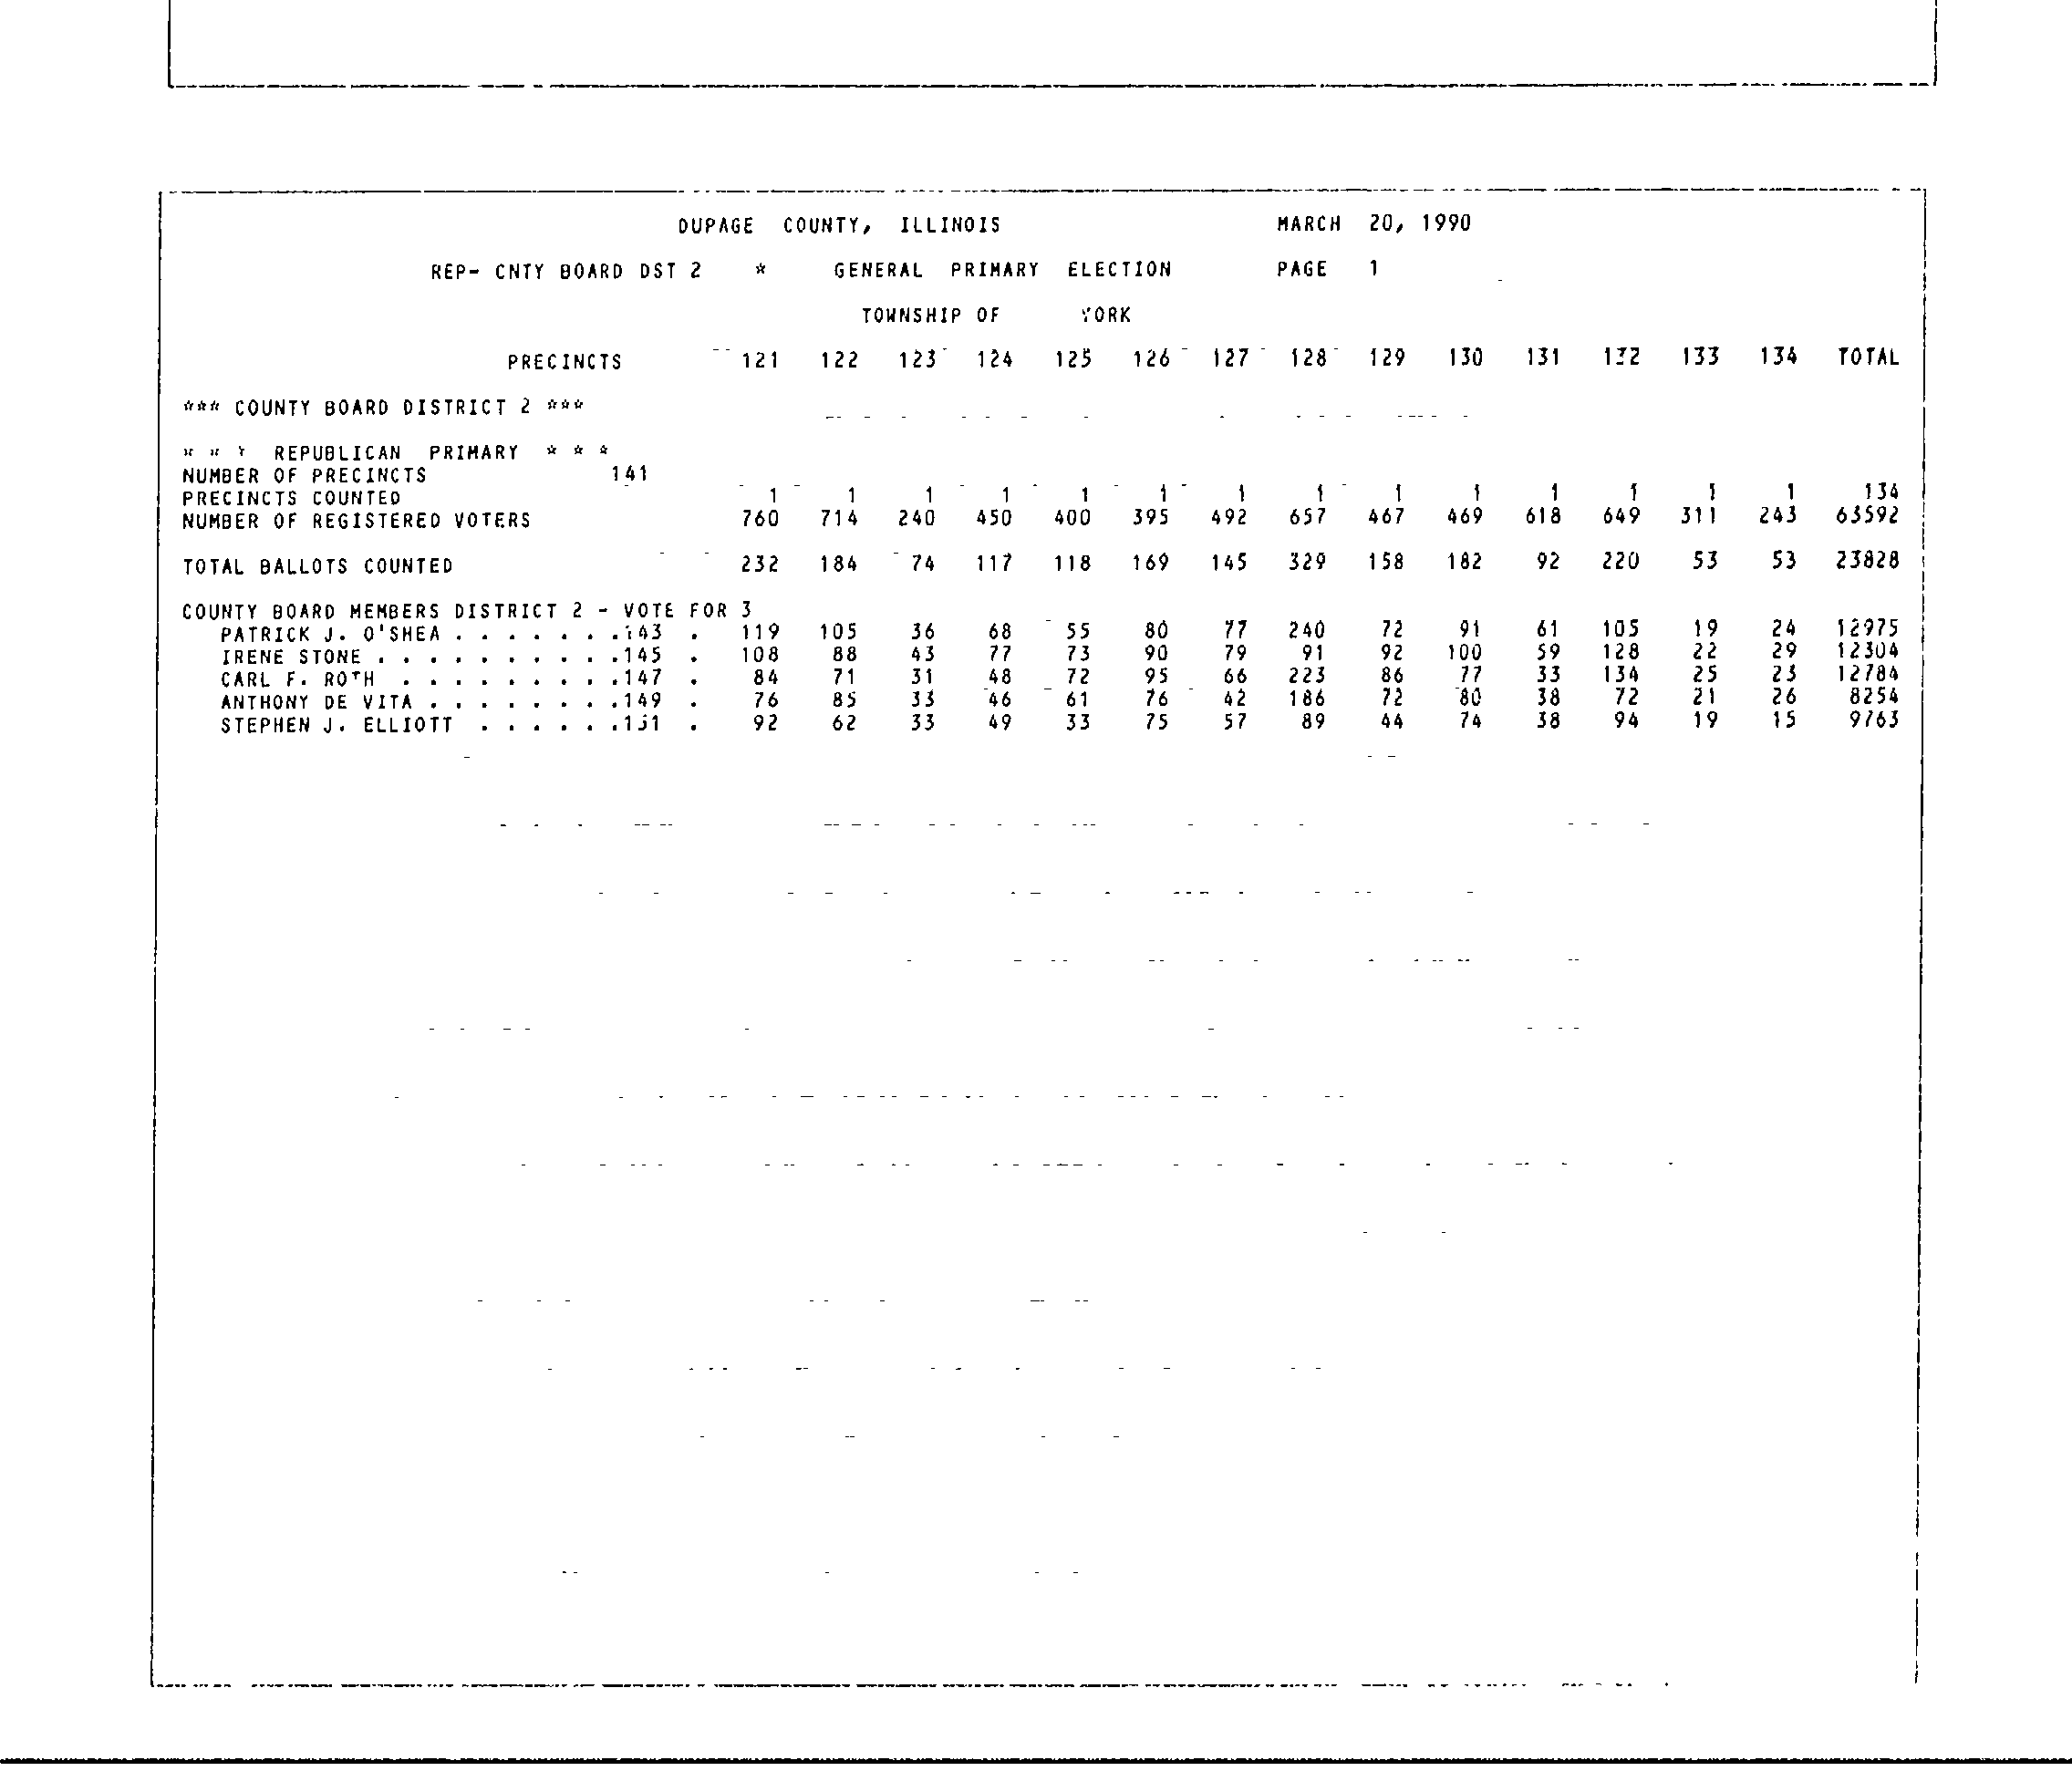 DUPAGE COUNTY, ILLINOIS MARCH 20, 1990
REP- CNTY BOARD DST 2 * GENERAL PRIMARY ELECTION PAGE 1
TOWNSHIP OF YORK
PRECINCTS 121 122 123 124 125 126 127 128 129 130 131 132 133 134 TOTAL
*** COUNTY BOARD DISTRICT 2 ***
* * * REPUBLICAN PRIMARY * * *
NUMBER OF PRECINCTS 141
PRECINCTS COUNTED 1 1 1 1 1 1 1 1 1 1 1 1 1 1 134
NUMBER OF REGISTERED VOTERS 760 714 240 450 400 395 492 657 467 469 618 649 311 243 63592
TOTAL BALLOTS COUNTED 232 184 74 117 118 169 145 329 158 182 92 220 53 53 23828
COUNTY BOARD MEMBERS DISTRICT 2 - VOTE FOR 3
PATRICK J. O'SHEA . . . . . . .143 . 119 105 36 68 55 80 77 240 72 91 61 105 19 24 12975
IRENE STONE . . . . . . . . . .145 . 108 88 43 77 73 90 79 91 92 100 59 128 22 29 12304
CARL F. ROTH . . . . . . . . .147 . 84 71 31 48 72 95 66 223 86 77 33 134 25 23 12784
ANTHONY DE VITA . . . . . . . .149 . 76 85 33 46 61 76 42 186 72 80 38 72 21 26 8254
STEPHEN J. ELLIOTT . . . . . .151 . 92 62 33 49 33 75 57 89 44 74 38 94 19 15 9763